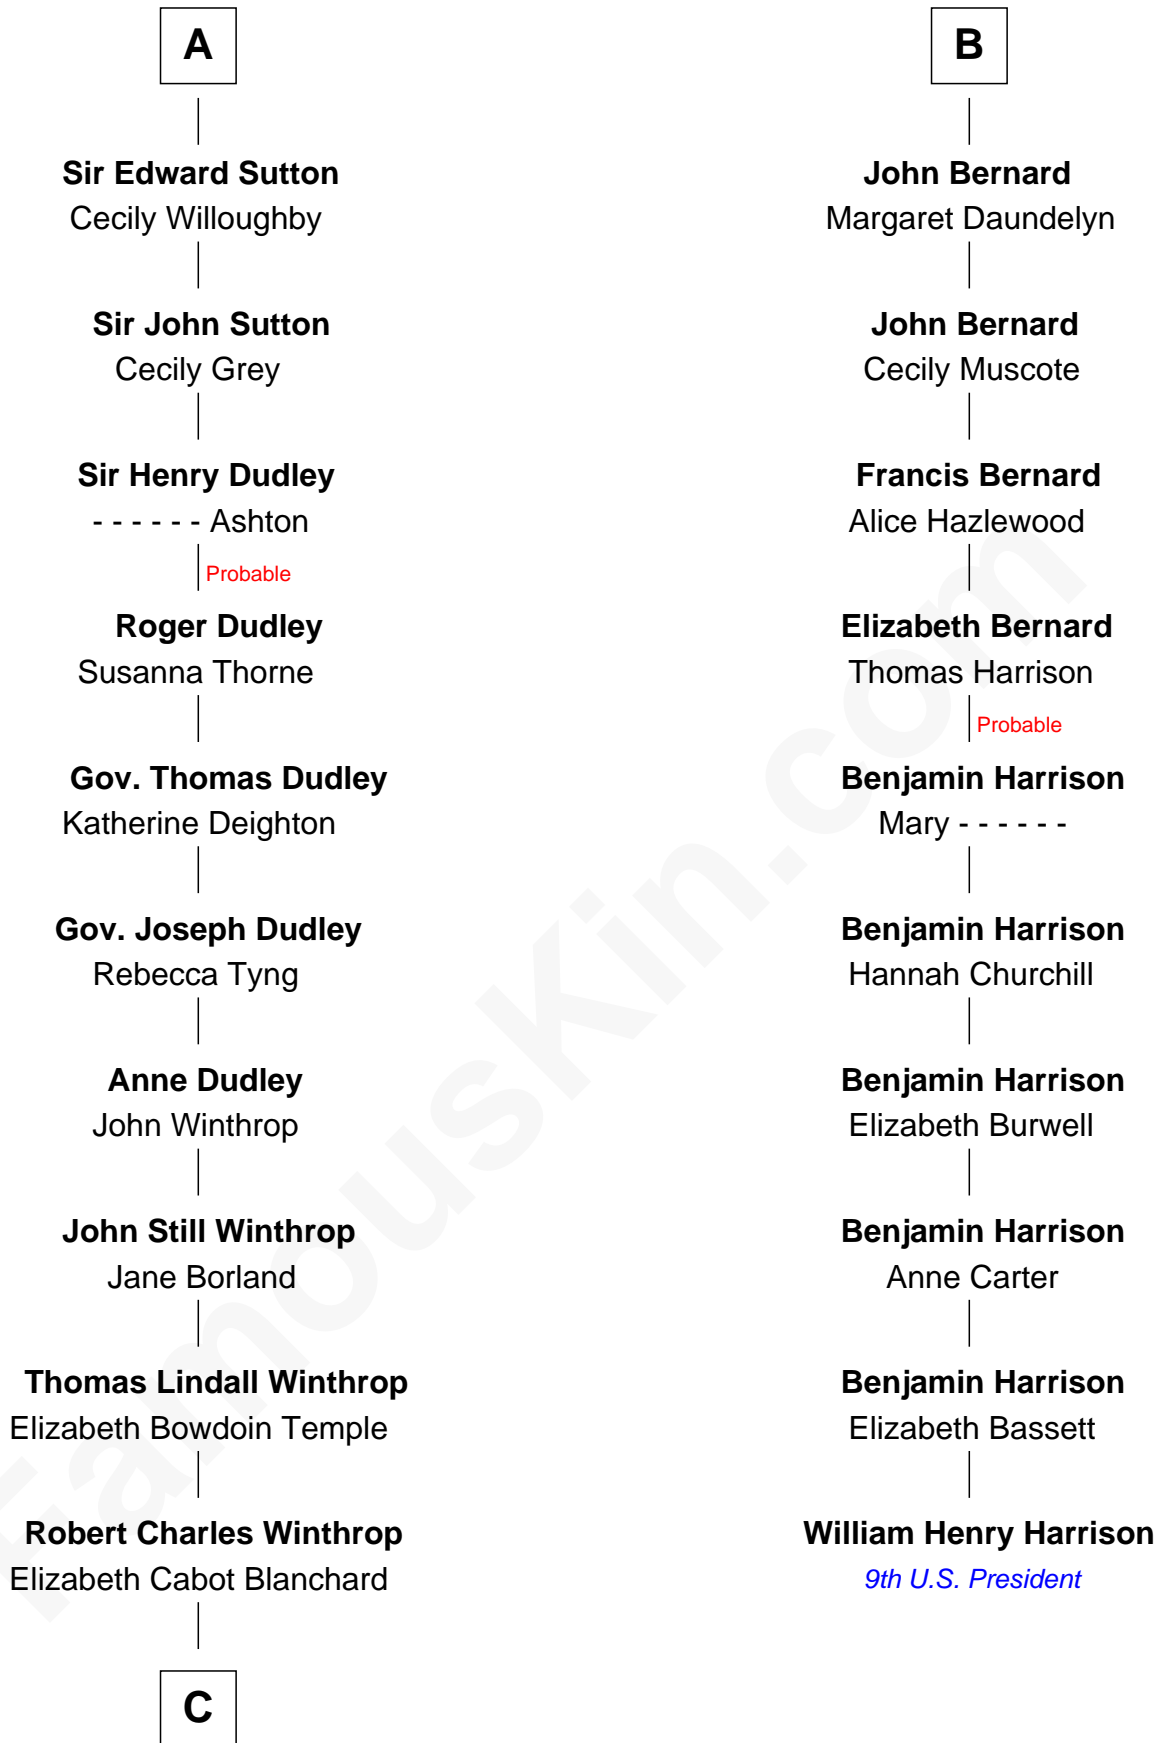 A
Sir Edward Sutton
Cecily Willoughby
Sir John Sutton
Cecily Grey
Sir Henry Dudley
- - - - - - Ashton
Probable
Roger Dudley
Susanna Thorne
Gov. Thomas Dudley
Katherine Deighton
Gov. Joseph Dudley
Rebecca Tyng
Anne Dudley
John Winthrop
John Still Winthrop
Jane Borland
Thomas Lindall Winthrop
Elizabeth Bowdoin Temple
Robert Charles Winthrop
Elizabeth Cabot Blanchard
C
B
John Bernard
Margaret Daundelyn
John Bernard
Cecily Muscote
Francis Bernard
Alice Hazlewood
Elizabeth Bernard
Thomas Harrison
Probable
Benjamin Harrison
Mary - - - - - -
Benjamin Harrison
Hannah Churchill
Benjamin Harrison
Elizabeth Burwell
Benjamin Harrison
Anne Carter
Benjamin Harrison
Elizabeth Bassett
William Henry Harrison
9th U.S. President
FamousKin.com